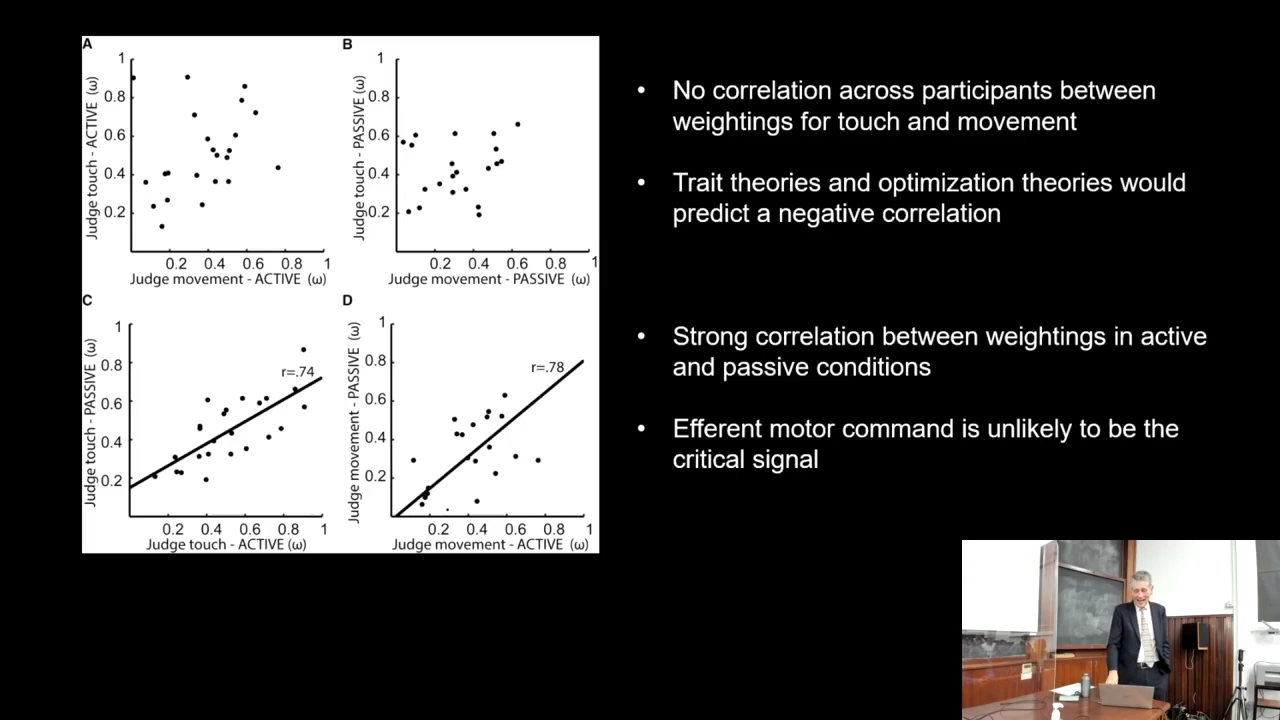 A
1
0.8
0.6
0.4
0.2
Judge touch - ACTIVE (ω)
0.2 0.4 0.6 0.8 1
Judge movement - ACTIVE (ω)
B
1
0.8
0.6
0.4
0.2
Judge touch - PASSIVE (ω)
0.2 0.4 0.6 0.8 1
Judge movement - PASSIVE (ω)
C
1
0.8
0.6
0.4
0.2
Judge touch - PASSIVE (ω)
r=.74
0.2 0.4 0.6 0.8 1
Judge touch - ACTIVE (ω)
D
1
0.8
0.6
0.4
0.2
Judge movement - PASSIVE (ω)
r=.78
0.2 0.4 0.6 0.8 1
Judge movement - ACTIVE (ω)
• No correlation across participants between
weightings for touch and movement
• Trait theories and optimization theories would
predict a negative correlation
• Strong correlation between weightings in active
and passive conditions
• Efferent motor command is unlikely to be the
critical signal